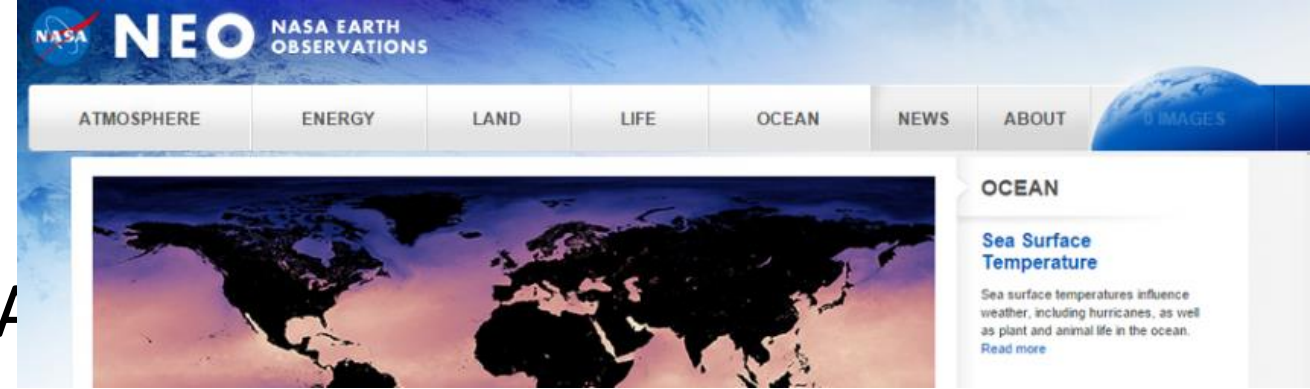 NASA NEO NASA EARTH
OBSERVATIONS
ATMOSPHERE ENERGY LAND LIFE OCEAN NEWS ABOUT 0 IMAGES
OCEAN
Sea Surface
Temperature
Sea surface temperatures influence
weather, including hurricanes, as well
as plant and animal life in the ocean.
Read more